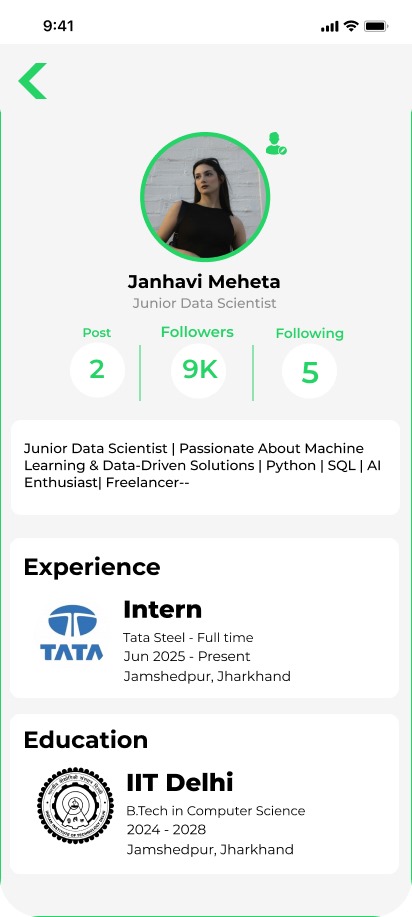 9:41
Janhavi Meheta
Junior Data Scientist
Post
Followers
Following
2
9K
5
Junior Data Scientist | Passionate About Machine
Learning & Data-Driven Solutions | Python | SQL | AI
Enthusiast| Freelancer--
Experience
Intern
TATA
Tata Steel - Full time
Jun 2025 - Present
Jamshedpur, Jharkhand
Education
IIT Delhi
B.Tech in Computer Science
2024 - 2028
Jamshedpur, Jharkhand